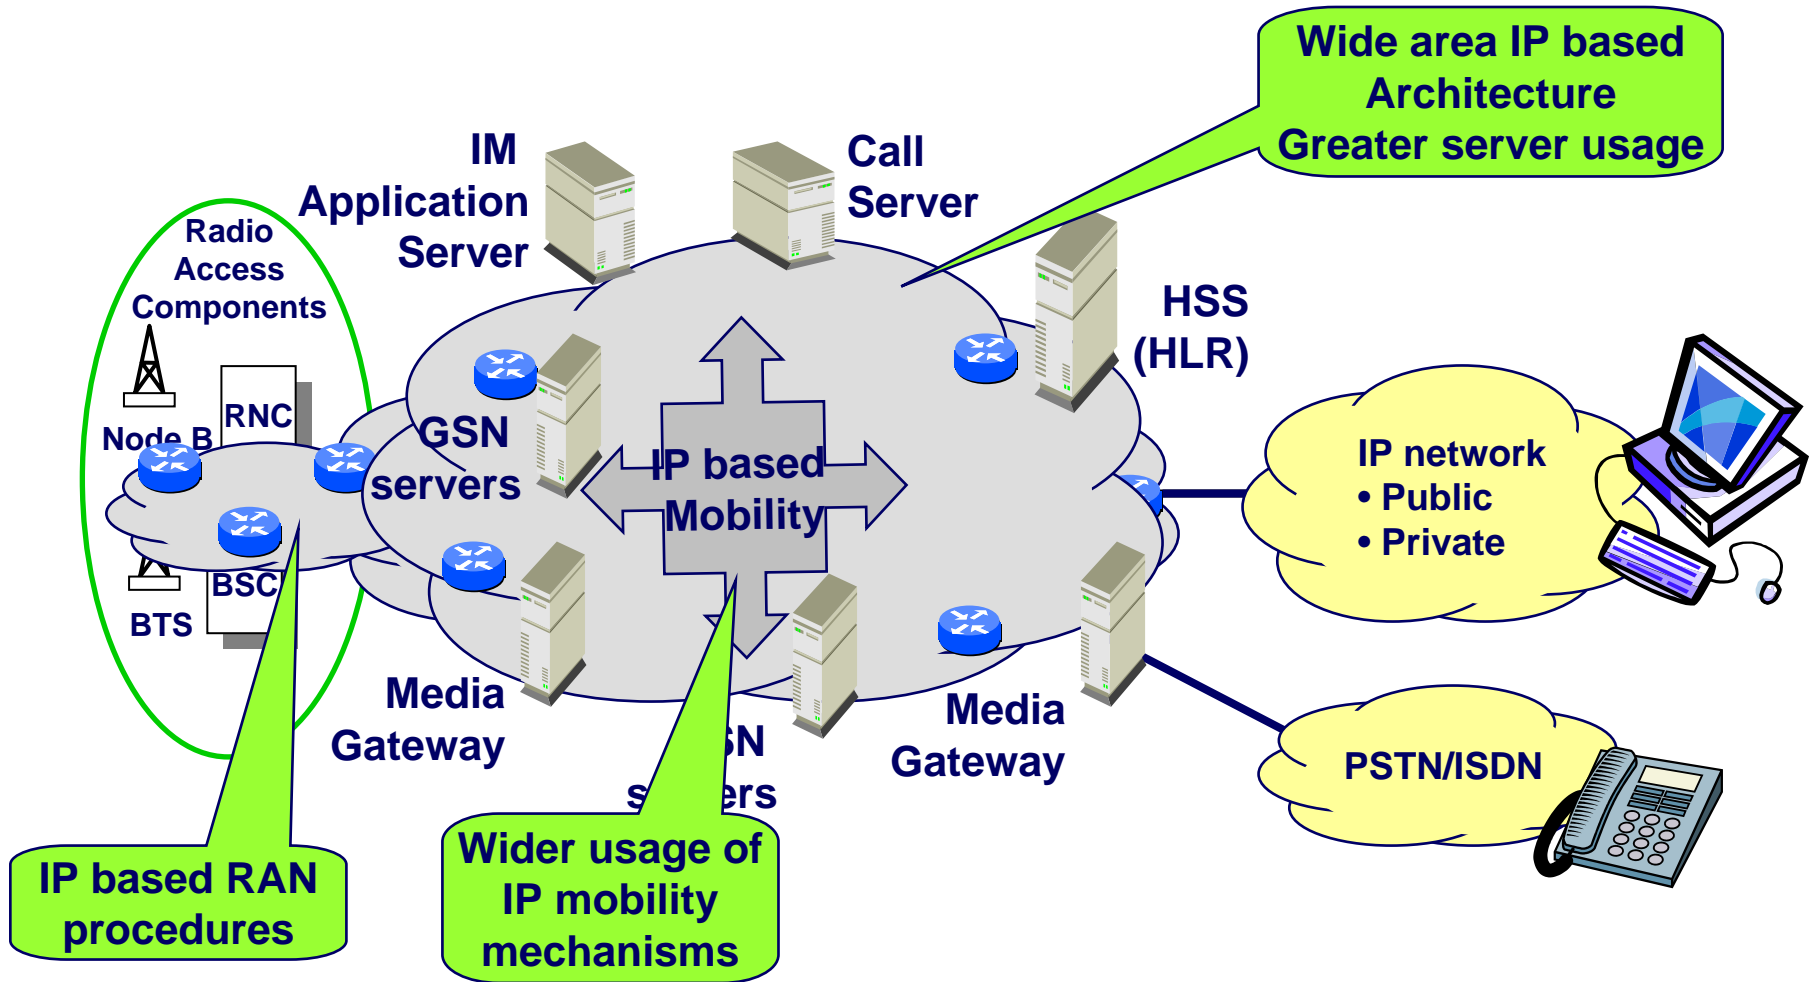 Wide area IP based
Architecture
Greater server usage
IM
Application
Server
Call
Server
Radio
Access
Components
HSS
(HLR)
RNC
Node B
GSN
servers
IP based
Mobility
IP network
• Public
• Private
BSC
BTS
Media
Gateway
Media
Gateway
PSTN/ISDN
IP based RAN
procedures
Wider usage of
IP mobility
mechanisms